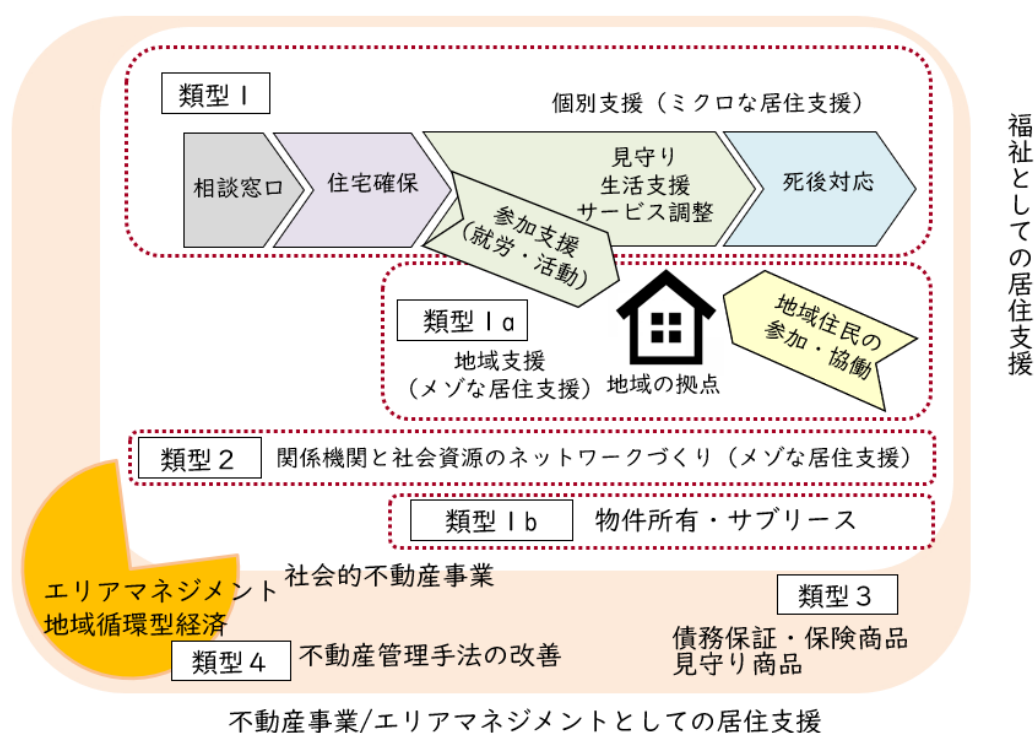 類型1
個別支援（ミクロな居住支援）
相談窓口
住宅確保
見守り
生活支援
サービス調整
死後対応
参加支援
(就労・活動)
類型1a
地域支援
（メゾな居住支援）
地域の拠点
地域住民の
参加・協働
類型2
関係機関と社会資源のネットワークづくり（メゾな居住支援）
類型1b
物件所有・サブリース
社会的不動産事業
エリアマネジメント
地域循環型経済
類型3
債務保証・保険商品
見守り商品
類型4
不動産管理手法の改善
福祉としての居住支援
不動産事業/エリアマネジメントとしての居住支援